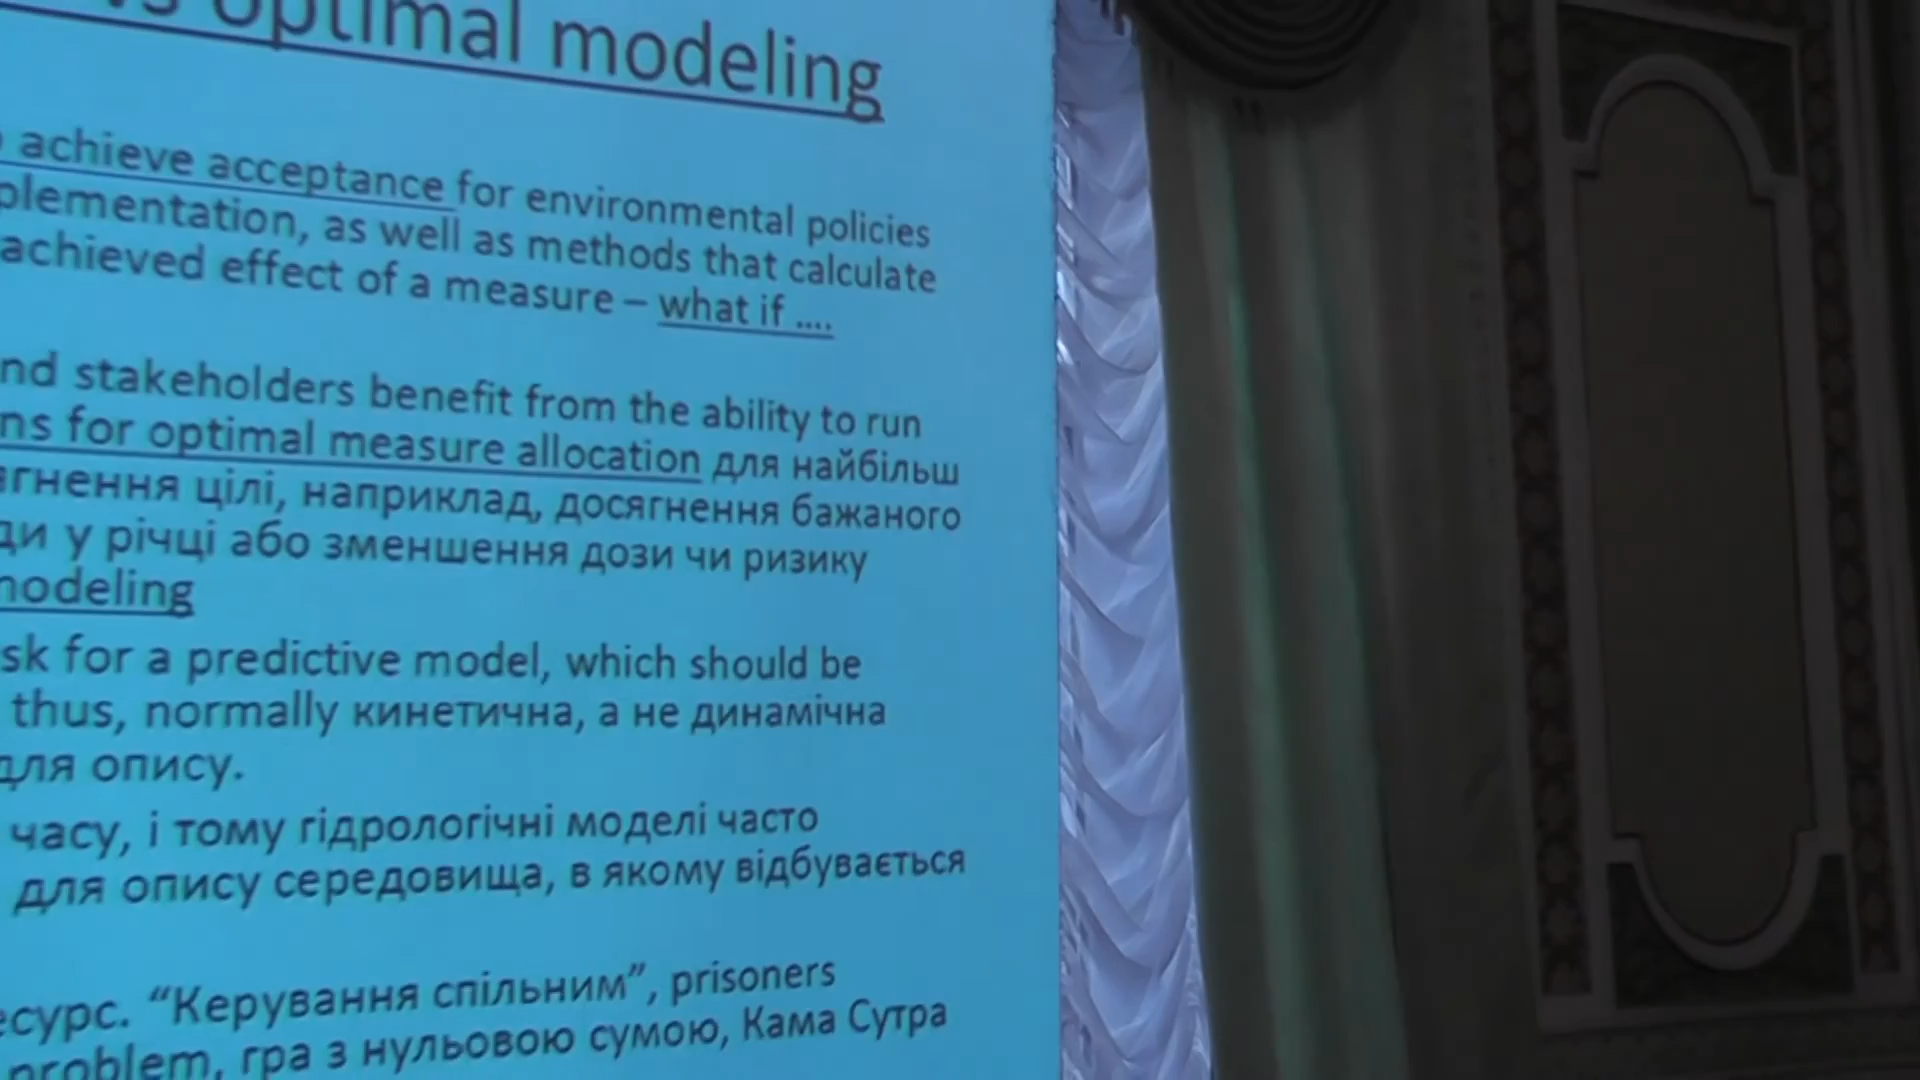 optimal modeling
achieve acceptance for environmental policies
plementation, as well as methods that calculate
achieved effect of a measure – what if ....
nd stakeholders benefit from the ability to run
ns for optimal measure allocation для найбільш
ягнення цілі, наприклад, досягнення бажаного
ди у річці або зменшення дози чи ризику
modeling
sk for a predictive model, which should be
thus, normally кинетична, а не динамічна
для опису.
часу, і тому гідрологічні моделі часто
для опису середовища, в якому відбувається
есурс. “Керування спільним”, prisoners
problem, гра з нульовою сумою, Кама Сутра